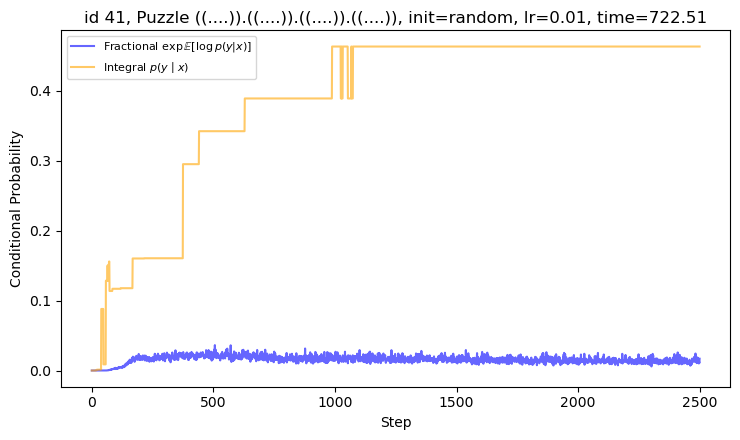 id 41, Puzzle ((....)).((....)).((....)).((....)), init=random, lr=0.01, time=722.51
Fractional exp𝔼[log p(y|x)]
Integral p(y | x)
Conditional Probability
0.4
0.3
0.2
0.1
0.0
0 500 1000 1500 2000 2500
Step